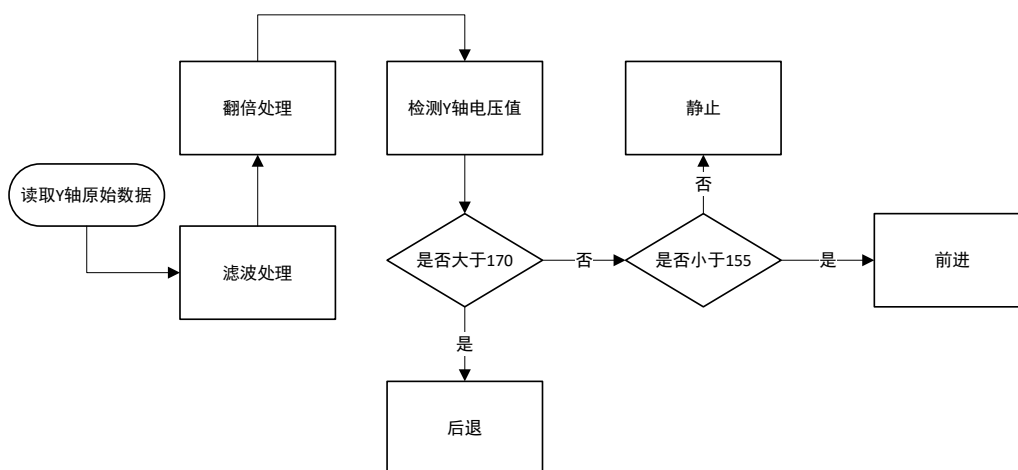 读取Y轴原始数据
滤波处理
翻倍处理
检测Y轴电压值
是否大于170
是
后退
否
是否小于155
否
静止
是
前进